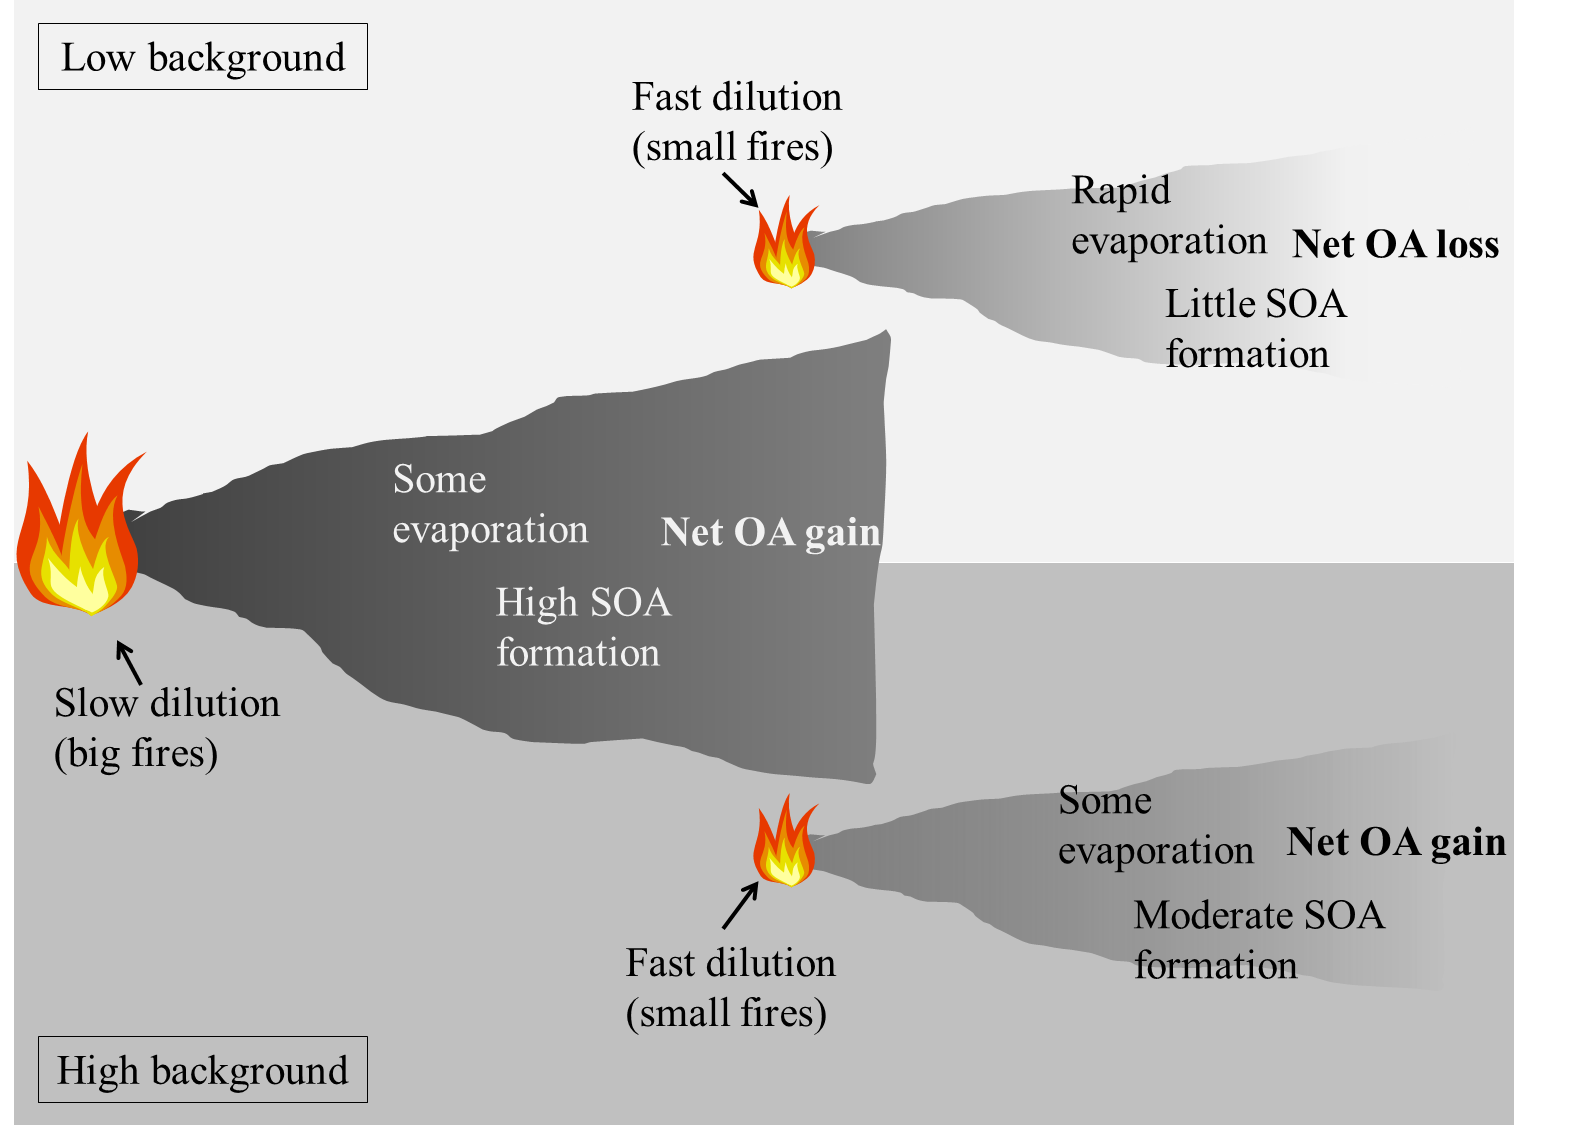 Low background
Fast dilution
(small fires)
Rapid
evaporation
Net OA loss
Little SOA
formation
Some
evaporation
Net OA gain
High SOA
formation
Slow dilution
(big fires)
Some
evaporation
Net OA gain
Moderate SOA
formation
Fast dilution
(small fires)
High background